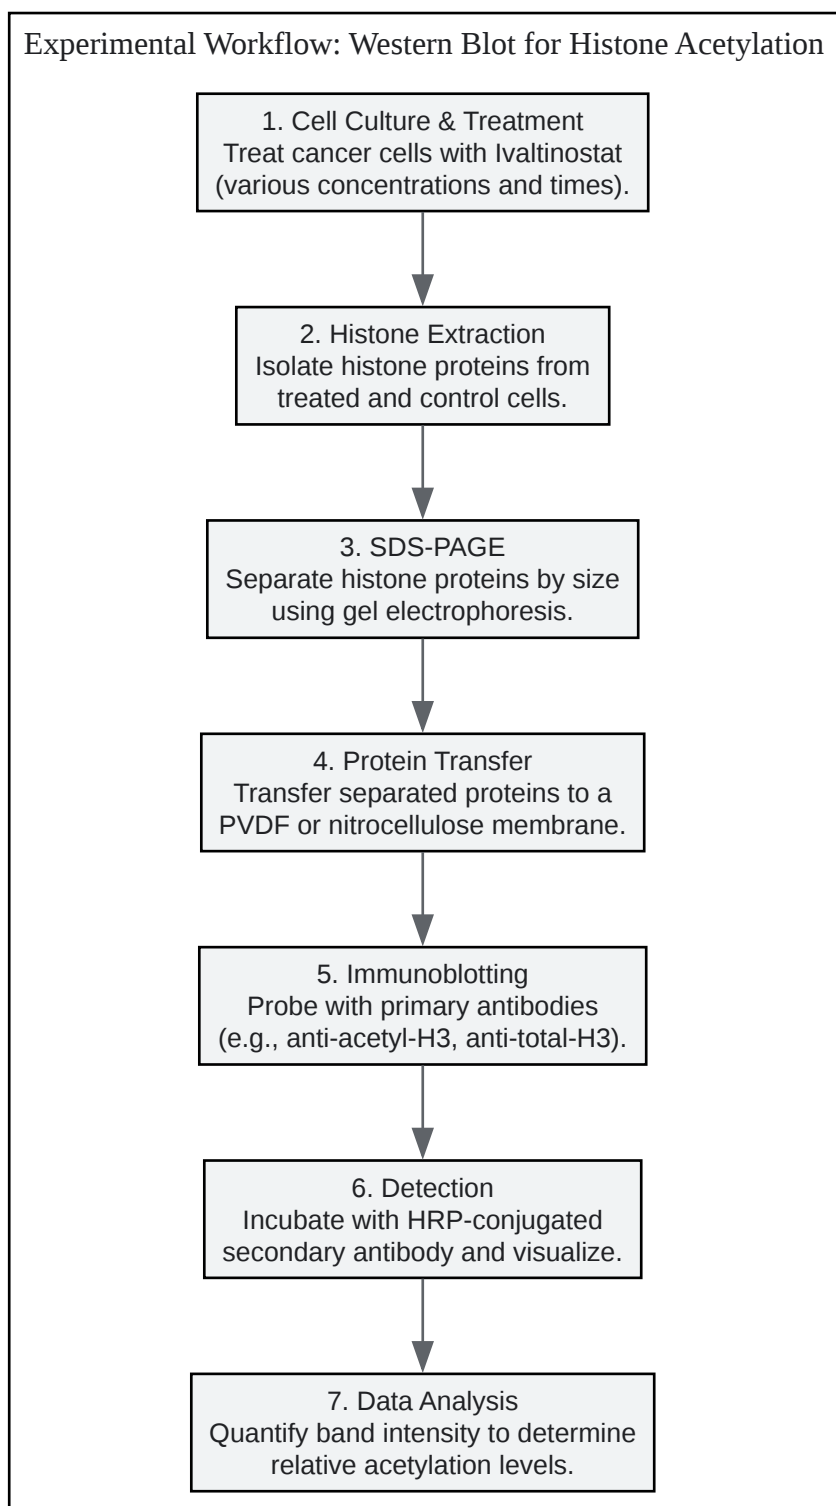 Experimental Workflow: Western Blot for Histone Acetylation
1. Cell Culture & Treatment
Treat cancer cells with Ivaltinostat
(various concentrations and times).
2. Histone Extraction
Isolate histone proteins from
treated and control cells.
3. SDS-PAGE
Separate histone proteins by size
using gel electrophoresis.
4. Protein Transfer
Transfer separated proteins to a
PVDF or nitrocellulose membrane.
5. Immunoblotting
Probe with primary antibodies
(e.g., anti-acetyl-H3, anti-total-H3).
6. Detection
Incubate with HRP-conjugated
secondary antibody and visualize.
7. Data Analysis
Quantify band intensity to determine
relative acetylation levels.